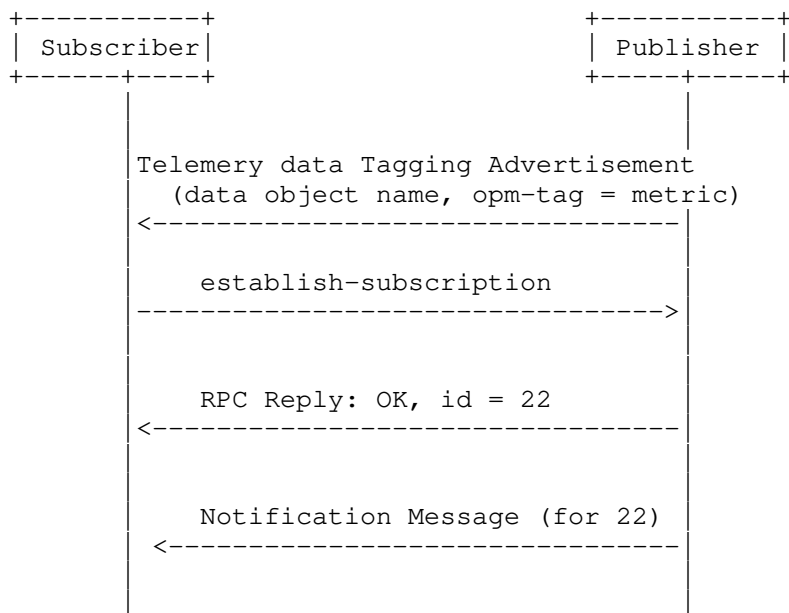 Subscriber
Publisher
Telemery data Tagging Advertisement
(data object name, opm-tag = metric)
establish-subscription
RPC Reply: OK, id = 22
Notification Message (for 22)